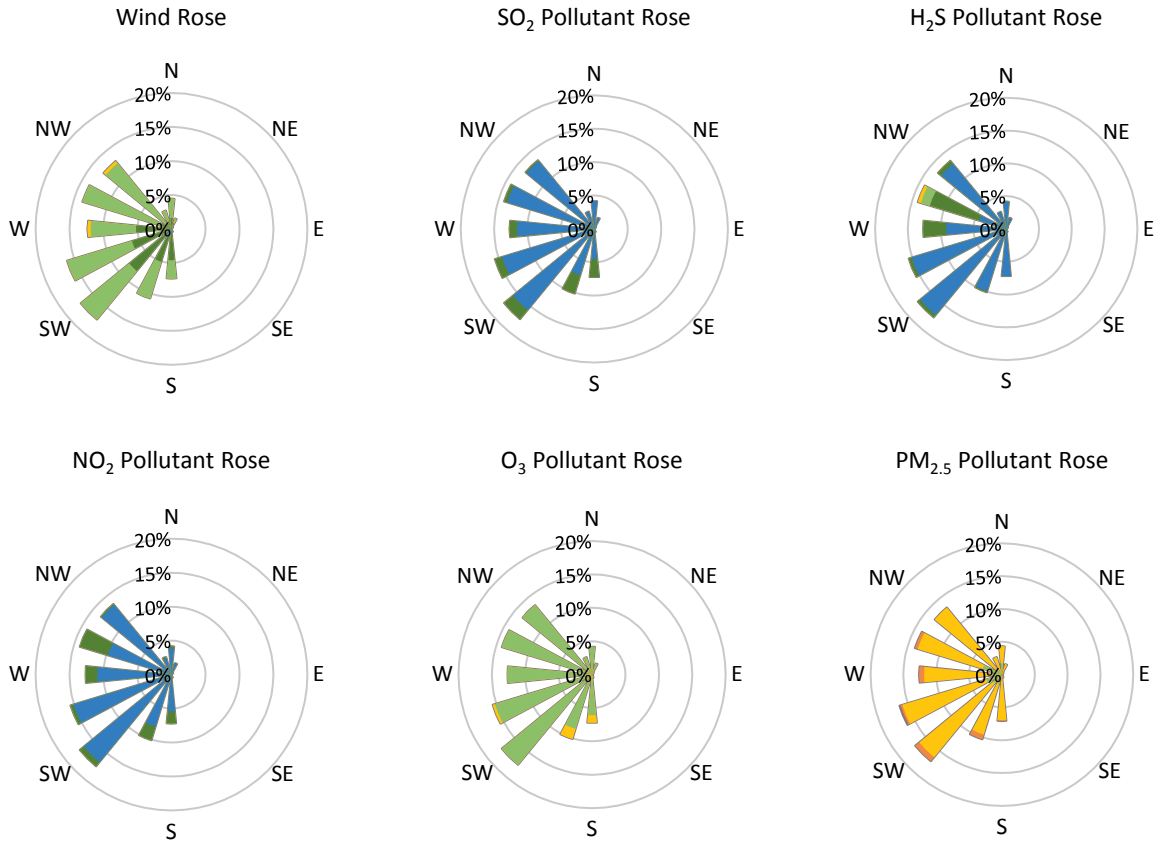 Wind Rose
N
20%
NW
NE
15%
10%
5%
W
0%
E
SW
SE
S
SO₂ Pollutant Rose
N
20%
NW
NE
15%
10%
5%
W
0%
E
SW
SE
S
H₂S Pollutant Rose
N
20%
NW
NE
15%
10%
5%
W
0%
E
SW
SE
S
NO₂ Pollutant Rose
N
20%
NW
NE
15%
10%
5%
W
0%
E
SW
SE
S
O₃ Pollutant Rose
N
20%
NW
NE
15%
10%
5%
W
0%
E
SW
SE
S
PM₂.₅ Pollutant Rose
N
20%
NW
NE
15%
10%
5%
W
0%
E
SW
SE
S